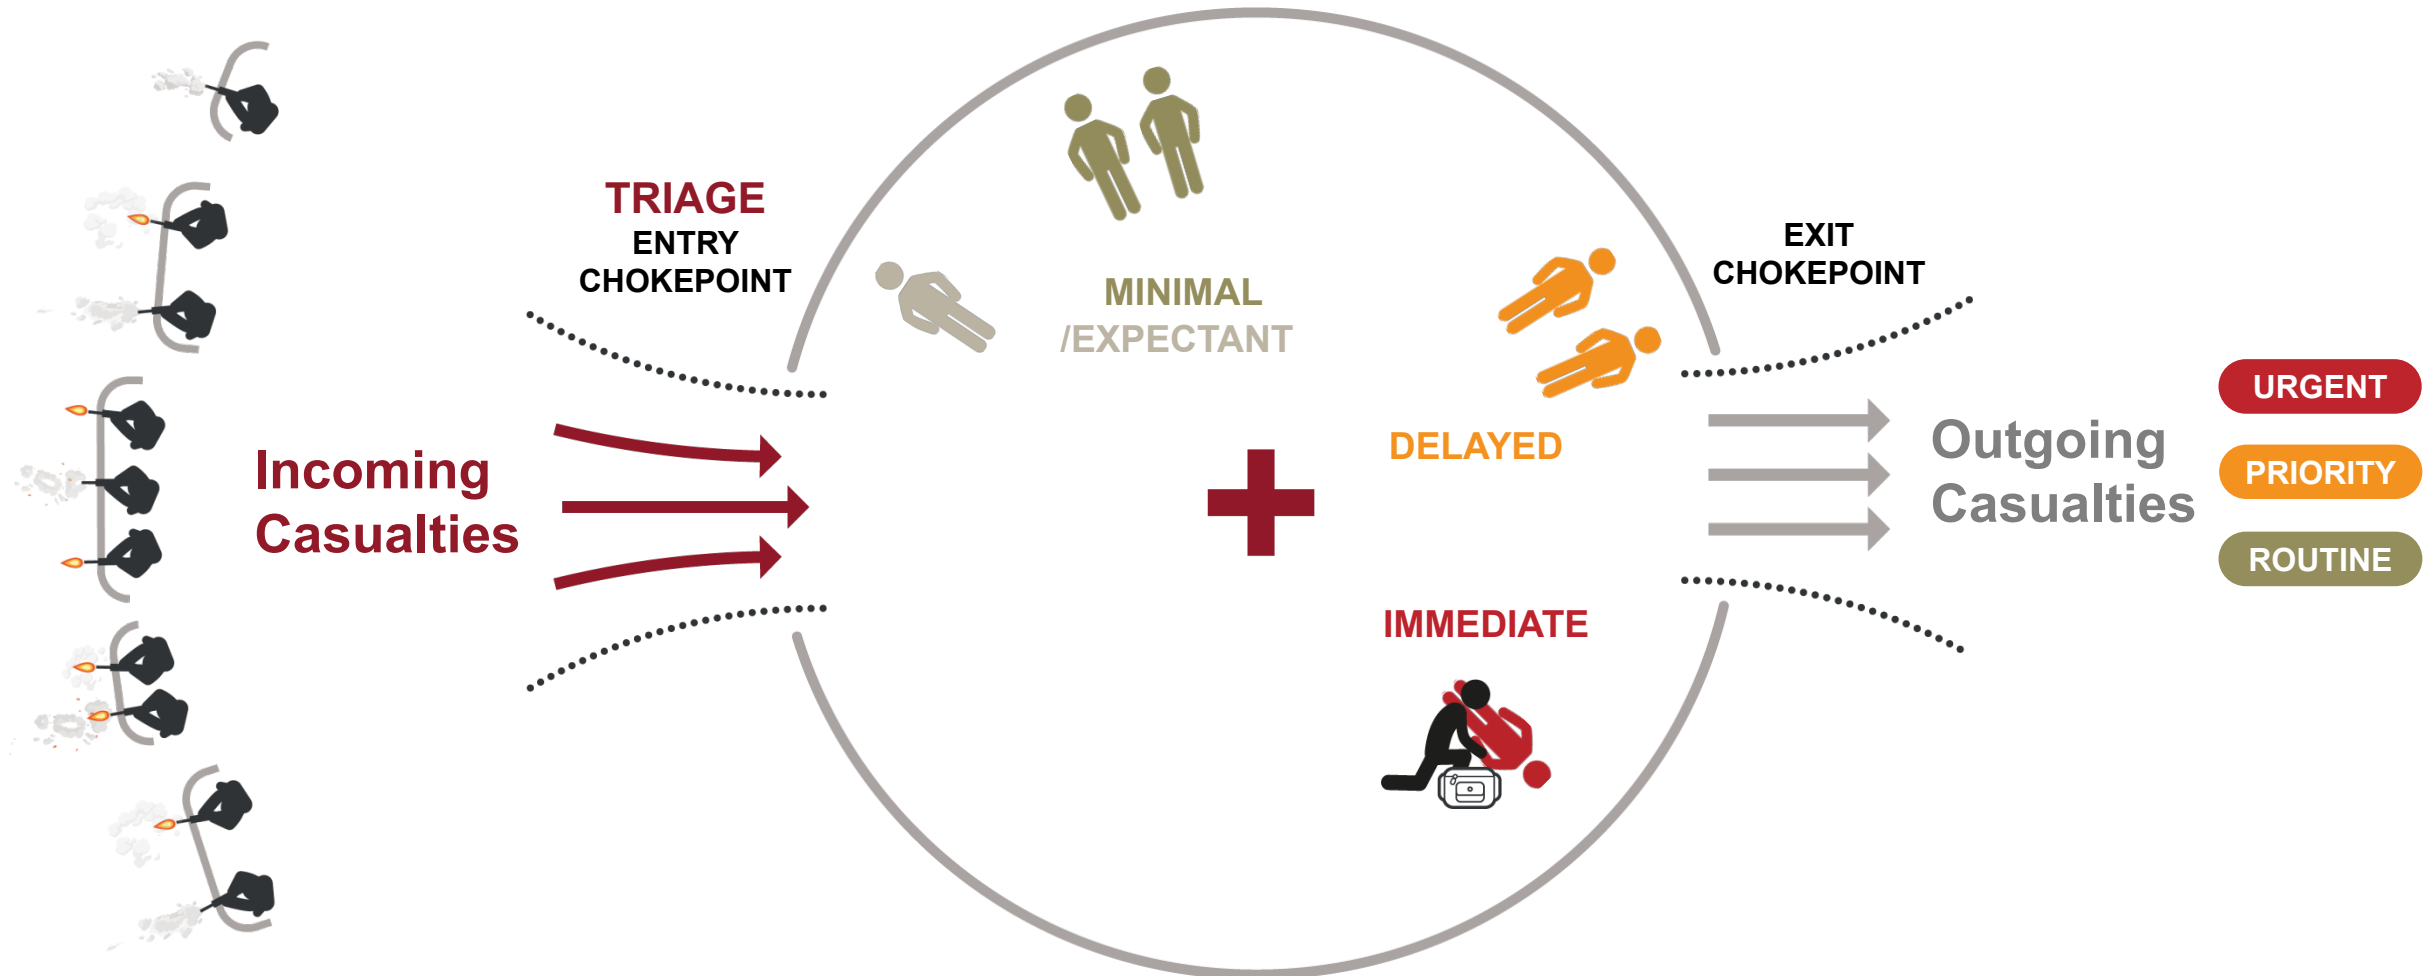 TRIAGE
ENTRY
CHOKEPOINT
Incoming
Casualties
MINIMAL
/EXPECTANT
DELAYED
IMMEDIATE
EXIT
CHOKEPOINT
Outgoing
Casualties
URGENT
PRIORITY
ROUTINE